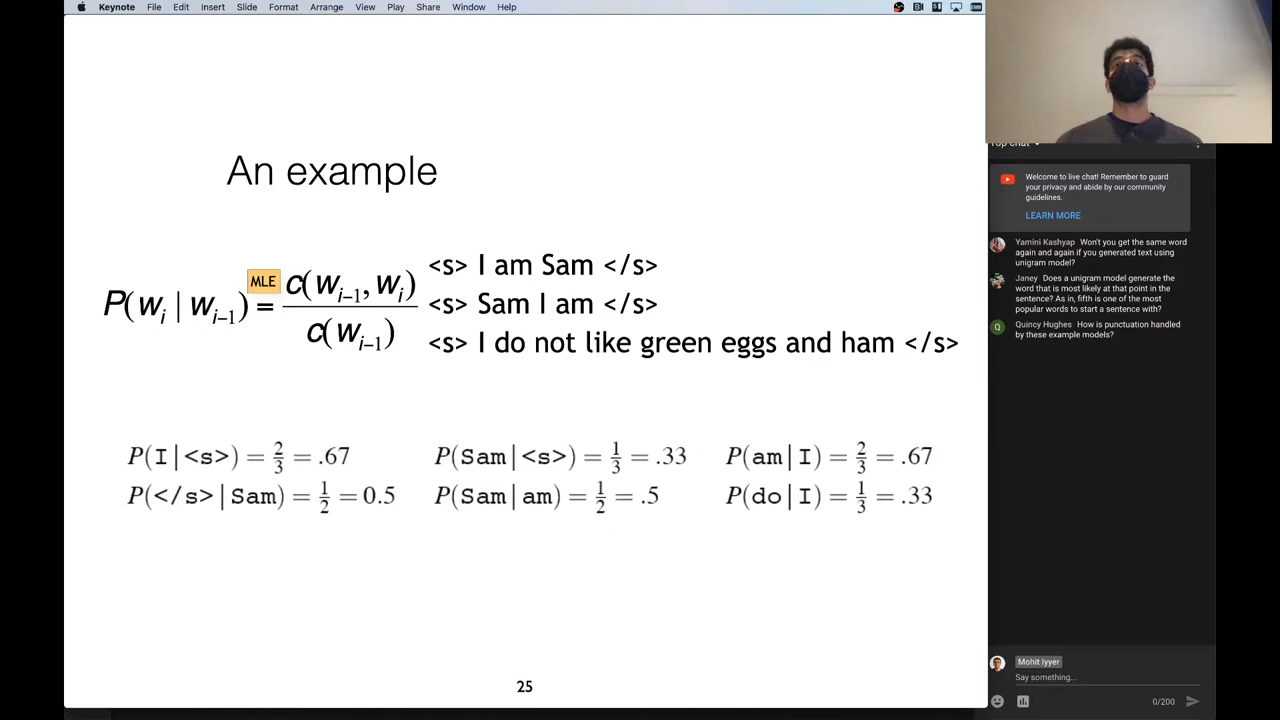 Keynote File Edit Insert Slide Format Arrange View Play Share Window Help
An example
P(w_i | w_{i-1}) MLE = c(w_{i-1}, w_i) / c(w_{i-1})
<s> I am Sam </s>
<s> Sam I am </s>
<s> I do not like green eggs and ham </s>
P(I|<s>) = 2/3 = .67 P(Sam|<s>) = 1/3 = .33 P(am|I) = 2/3 = .67
P(</s>|Sam) = 1/2 = 0.5 P(Sam|am) = 1/2 = .5 P(do|I) = 1/3 = .33
25
Top chat
Welcome to live chat! Remember to guard
your privacy and abide by our community
guidelines.
LEARN MORE
Yamini Kashyap Won't you get the same word
again and again if you generated text using
unigram model?
Janey Does a unigram model generate the
word that is most likely at that point in the
sentence? As in, fifth is one of the most
popular words to start a sentence with?
Quincy Hughes How is punctuation handled
by these example models?
Mohit Iyyer
Say something...
0/200